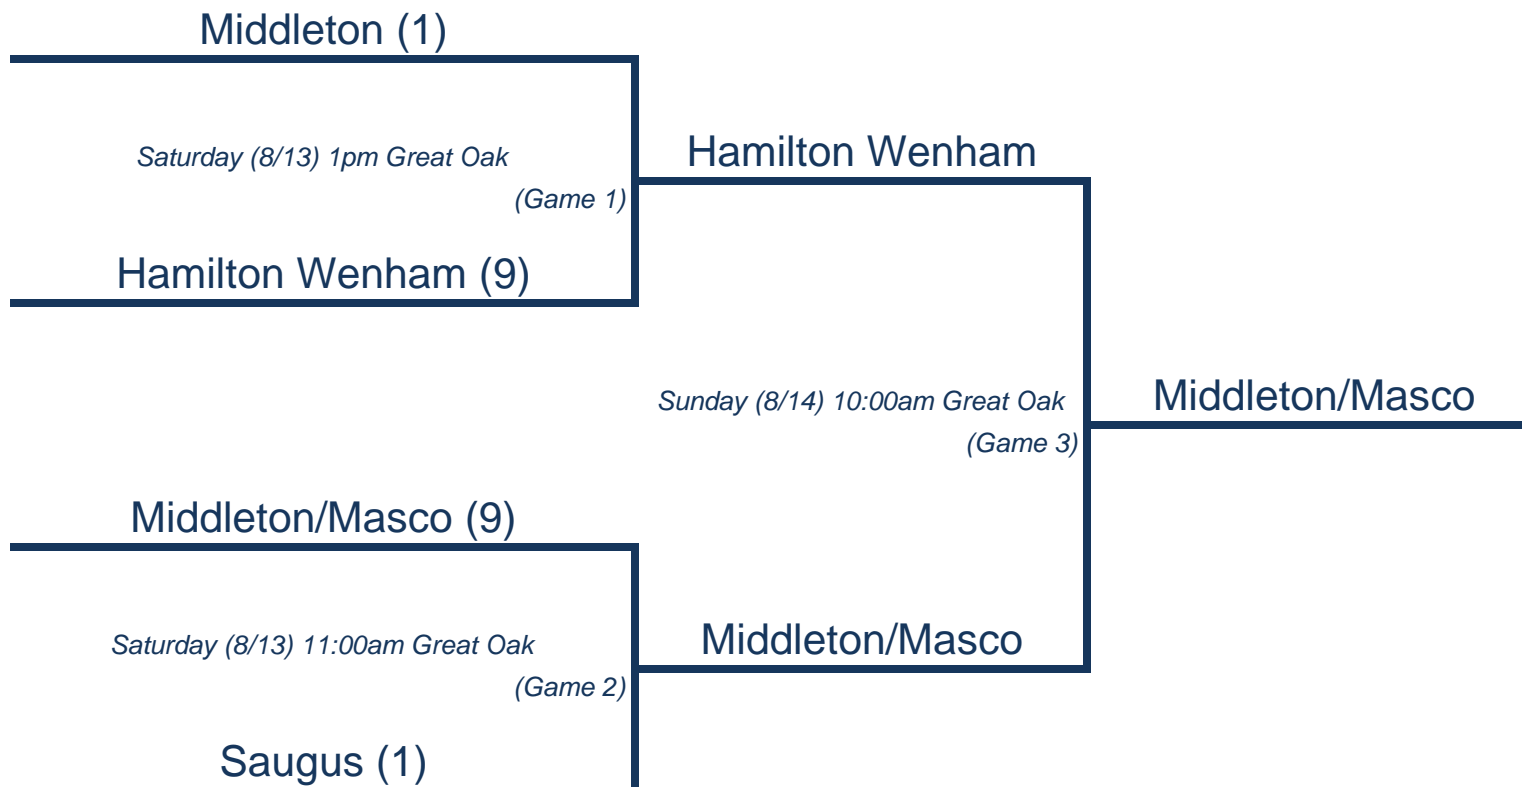 Middleton (1)
Saturday (8/13) 1pm Great Oak
(Game 1)
Hamilton Wenham (9)
Hamilton Wenham
Sunday (8/14) 10:00am Great Oak
(Game 3)
Middleton/Masco
Middleton/Masco (9)
Saturday (8/13) 11:00am Great Oak
(Game 2)
Middleton/Masco
Saugus (1)